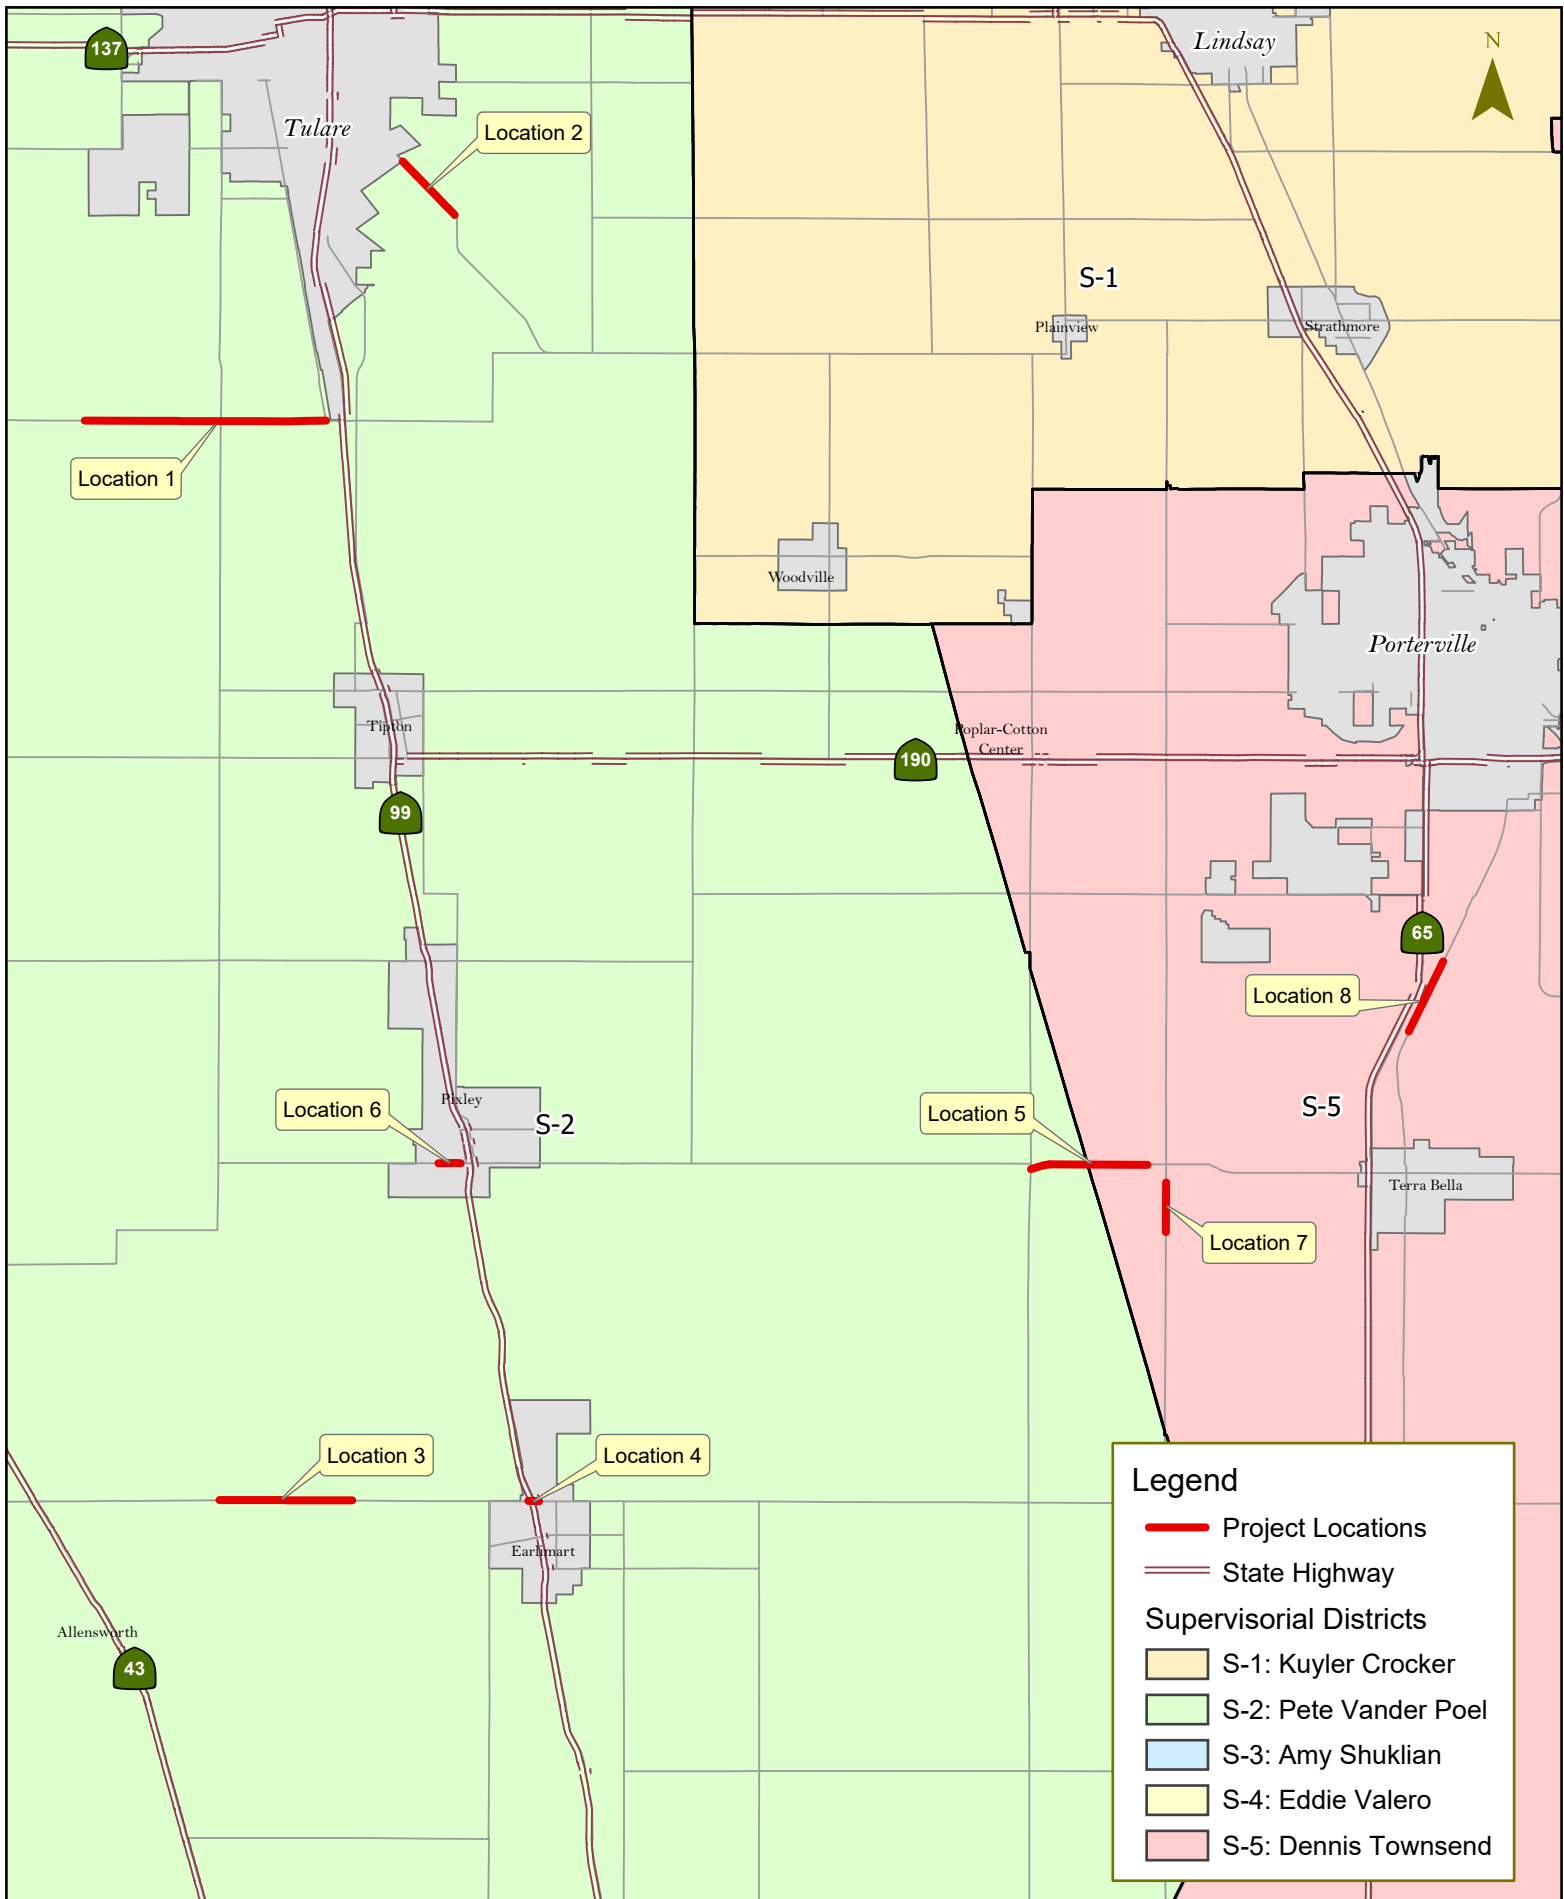 137
Lindsay
N
Tulare
Location 2
S-1
Plainview
Strathmore
Location 1
Woodville
Porterville
Tipton
Poplar-Cotton
Center
190
99
65
Location 8
Pixley
Location 6
S-2
Location 5
S-5
Terra Bella
Location 7
Location 3
Location 4
Earlimart
Allensworth
43
Legend
Project Locations
State Highway
Supervisorial Districts
S-1: Kuyler Crocker
S-2: Pete Vander Poel
S-3: Amy Shuklian
S-4: Eddie Valero
S-5: Dennis Townsend